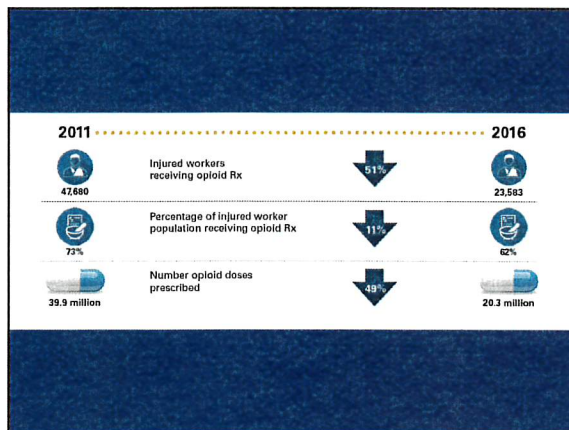 2011 2016
Injured workers
receiving opioid Rx
51%
47,680
23,583
Percentage of injured worker
population receiving opioid Rx
11%
73%
62%
Number opioid doses
prescribed
49%
39.9 million
20.3 million